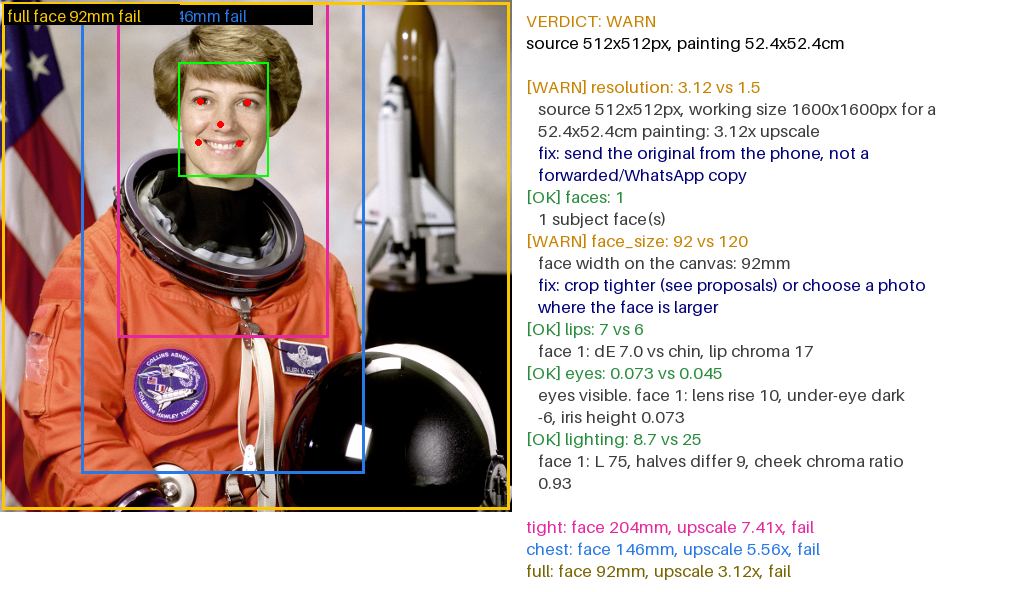 full face 92mm fail
46mm fail
COLLINS ASHBY
COLEMAN HAWLEY TOGNINI
VERDICT: WARN
source 512x512px, painting 52.4x52.4cm
[WARN] resolution: 3.12 vs 1.5
source 512x512px, working size 1600x1600px for a
52.4x52.4cm painting: 3.12x upscale
fix: send the original from the phone, not a
forwarded/WhatsApp copy
[OK] faces: 1
1 subject face(s)
[WARN] face_size: 92 vs 120
face width on the canvas: 92mm
fix: crop tighter (see proposals) or choose a photo
where the face is larger
[OK] lips: 7 vs 6
face 1: dE 7.0 vs chin, lip chroma 17
[OK] eyes: 0.073 vs 0.045
eyes visible. face 1: lens rise 10, under-eye dark
-6, iris height 0.073
[OK] lighting: 8.7 vs 25
face 1: L 75, halves differ 9, cheek chroma ratio
0.93
tight: face 204mm, upscale 7.41x, fail
chest: face 146mm, upscale 5.56x, fail
full: face 92mm, upscale 3.12x, fail